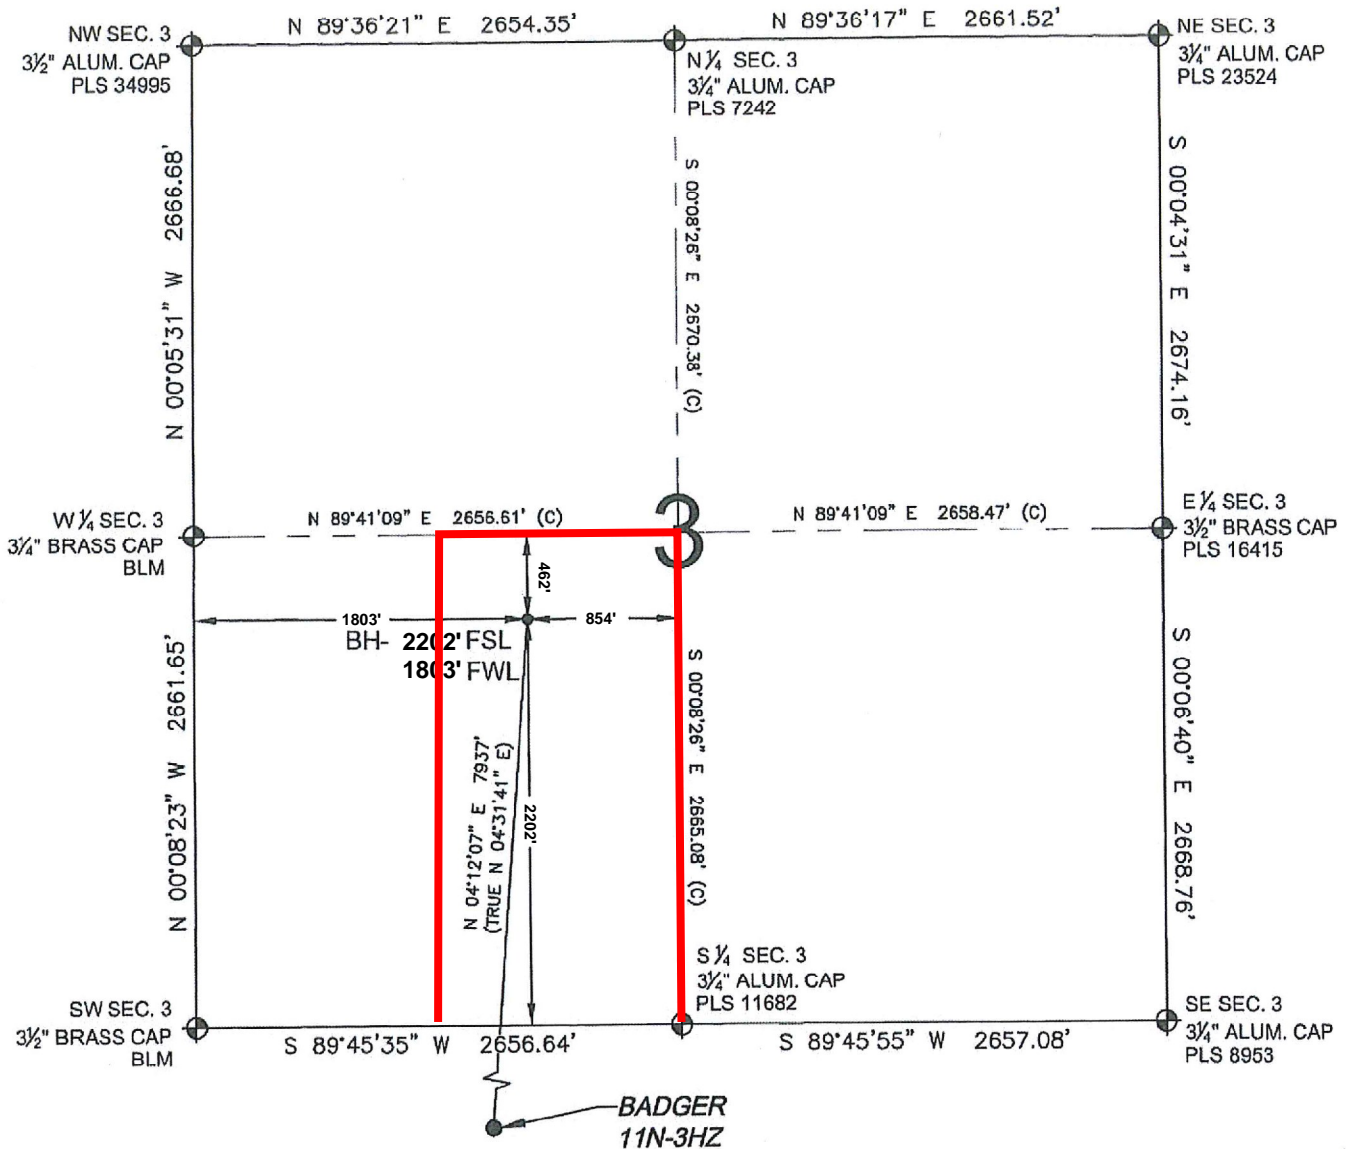 N 89°36'21" E 2654.35'
N 89°36'17" E 2661.52'
NW SEC. 3
3½" ALUM. CAP
PLS 34995
N ¼ SEC. 3
3¼" ALUM. CAP
PLS 7242
NE SEC. 3
3¼" ALUM. CAP
PLS 23524
N 00°05'31" W 2666.68'
S 00°08'26" E 2670.38' (C)
S 00°04'31" E 2674.16'
W ¼ SEC. 3
3¼" BRASS CAP
BLM
N 89°41'09" E 2656.61' (C)
3
N 89°41'09" E 2658.47' (C)
E ¼ SEC. 3
3½" BRASS CAP
PLS 16415
462'
1803'
854'
BH- 2202' FSL
1803' FWL
N 00°08'23" W 2661.65'
N 04°12'07" E 7937'
(TRUE N 04°31'41" E)
2202'
S 00°08'26" E 2665.08' (C)
S 00°06'40" E 2668.76'
SW SEC. 3
3½" BRASS CAP
BLM
S ¼ SEC. 3
3¼" ALUM. CAP
PLS 11682
SE SEC. 3
3¼" ALUM. CAP
PLS 8953
S 89°45'35" W 2656.64'
S 89°45'55" W 2657.08'
BADGER
11N-3HZ